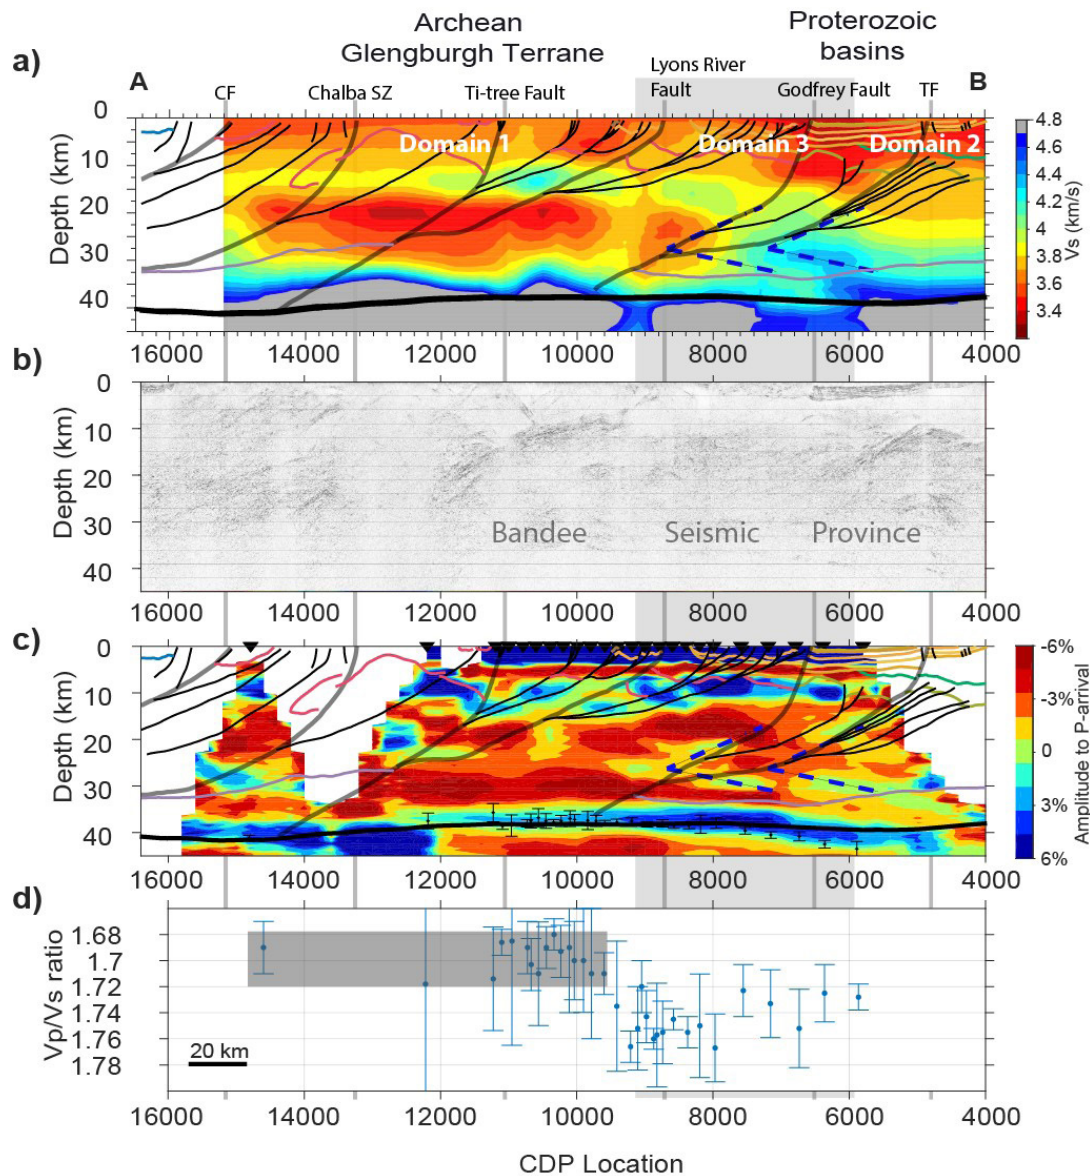 Archean
Glengburgh Terrane
Proterozoic
basins
a)
A
CF
Chalba SZ
Ti-tree Fault
Lyons River
Fault
Godfrey Fault
TF
B
Domain 1
Domain 3
Domain 2
0
10
20
30
40
Depth (km)
4.8
4.6
4.4
4.2
4
3.8
3.6
3.4
Vs (km/s)
16000
14000
12000
10000
8000
6000
4000
b)
0
10
20
30
40
Depth (km)
Bandee
Seismic
Province
16000
14000
12000
10000
8000
6000
4000
c)
0
10
20
30
40
Depth (km)
-6%
-3%
0
3%
6%
Amplitude to P-arrival
16000
14000
12000
10000
8000
6000
4000
d)
1.68
1.7
1.72
1.74
1.76
1.78
Vp/Vs ratio
20 km
16000
14000
12000
10000
8000
6000
4000
CDP Location